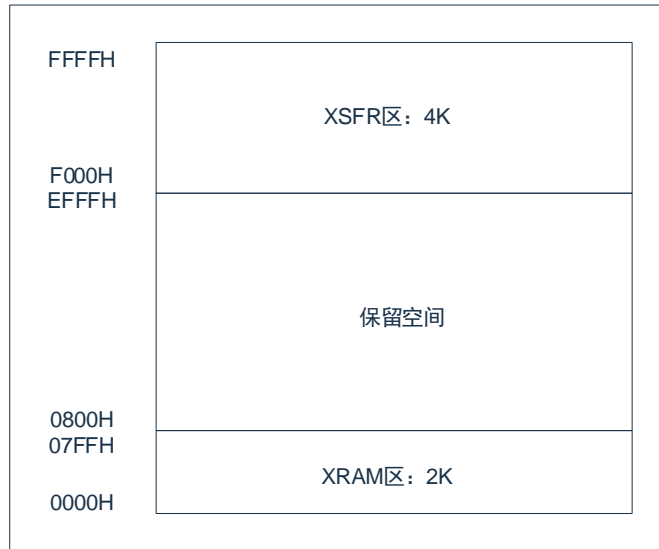 FFFFH
XSFR区：4K
F000H
EFFFH
保留空间
0800H
07FFH
XRAM区：2K
0000H